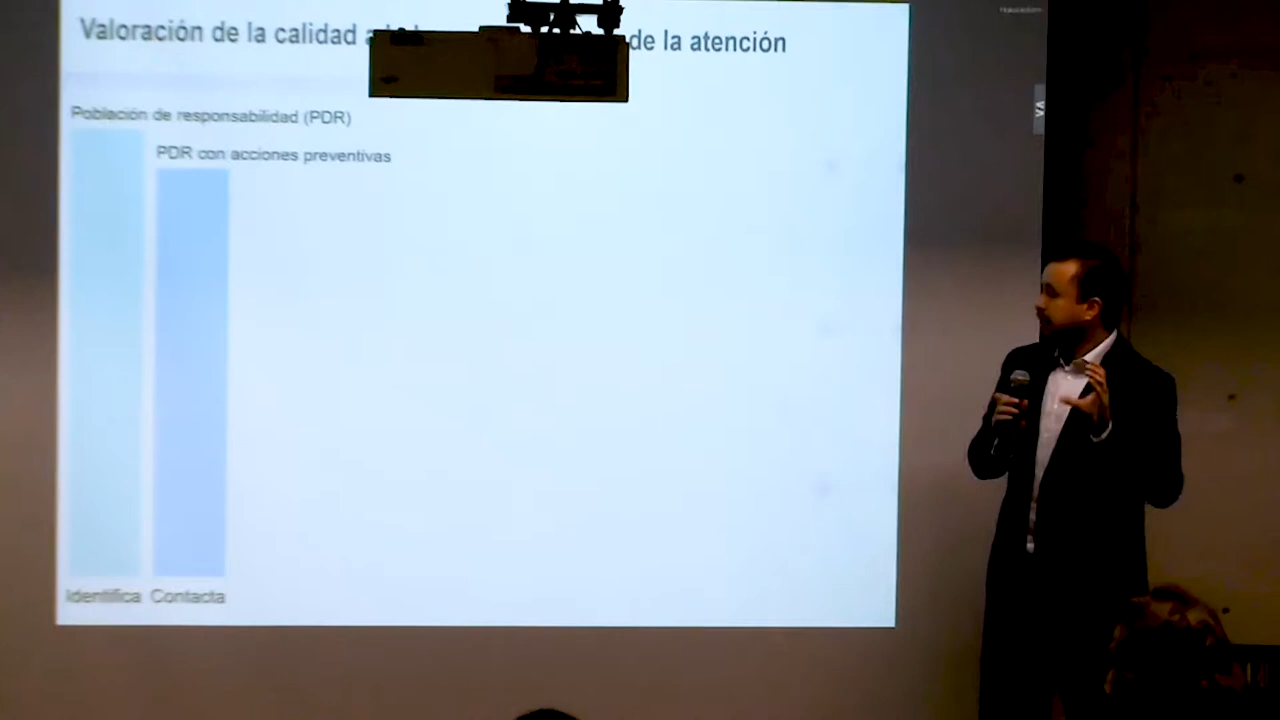 Valoración de la calidad a de la atención
Población de responsabilidad (PDR)
PDR con acciones preventivas
Identifica Contacta